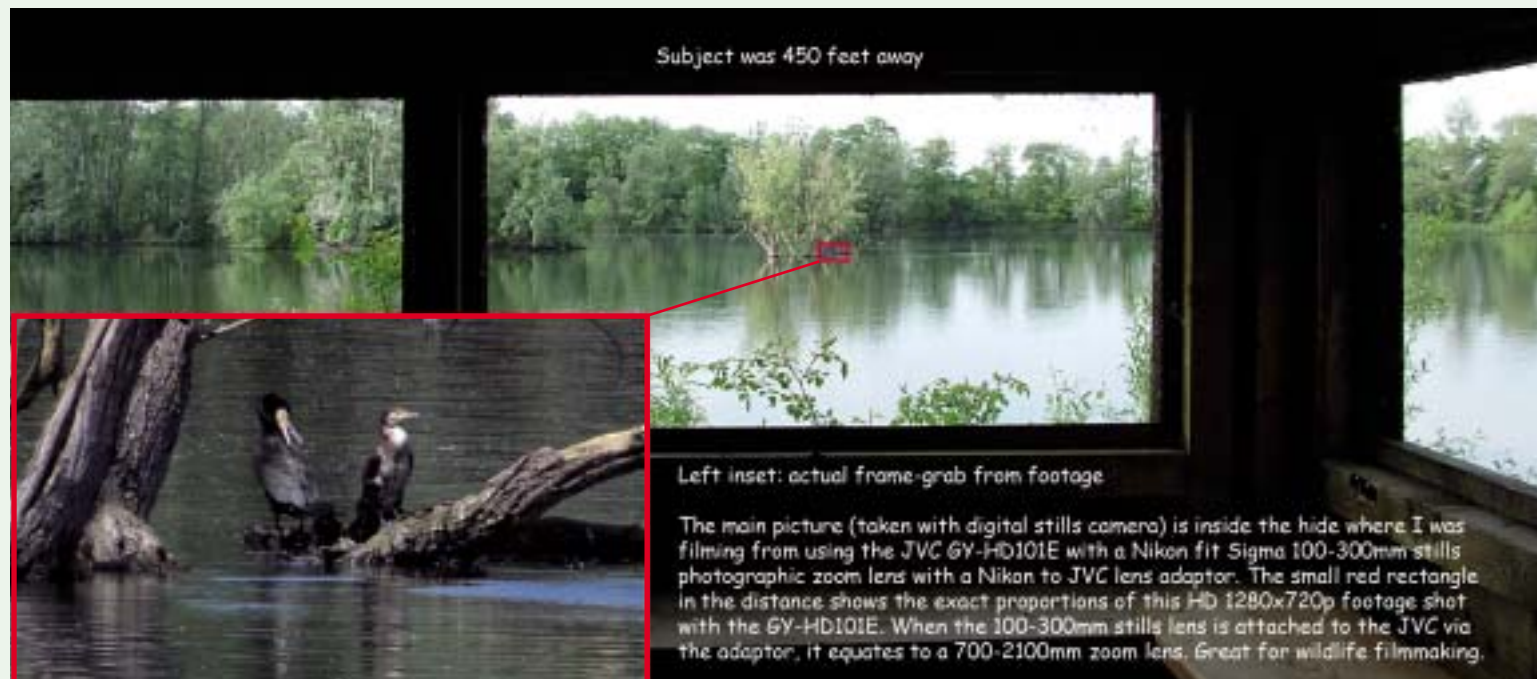 Subject was 450 feet away
Left inset: actual frame-grab from footage
The main picture (taken with digital stills camera) is inside the hide where I was
filming from using the JVC GY-HD101E with a Nikon fit Sigma 100-300mm stills
photographic zoom lens with a Nikon to JVC lens adaptor. The small red rectangle
in the distance shows the exact proportions of this HD 1280x720p footage shot
with the GY-HD101E. When the 100-300mm stills lens is attached to the JVC via
the adaptor, it equates to a 700-2100mm zoom lens. Great for wildlife filmmaking.